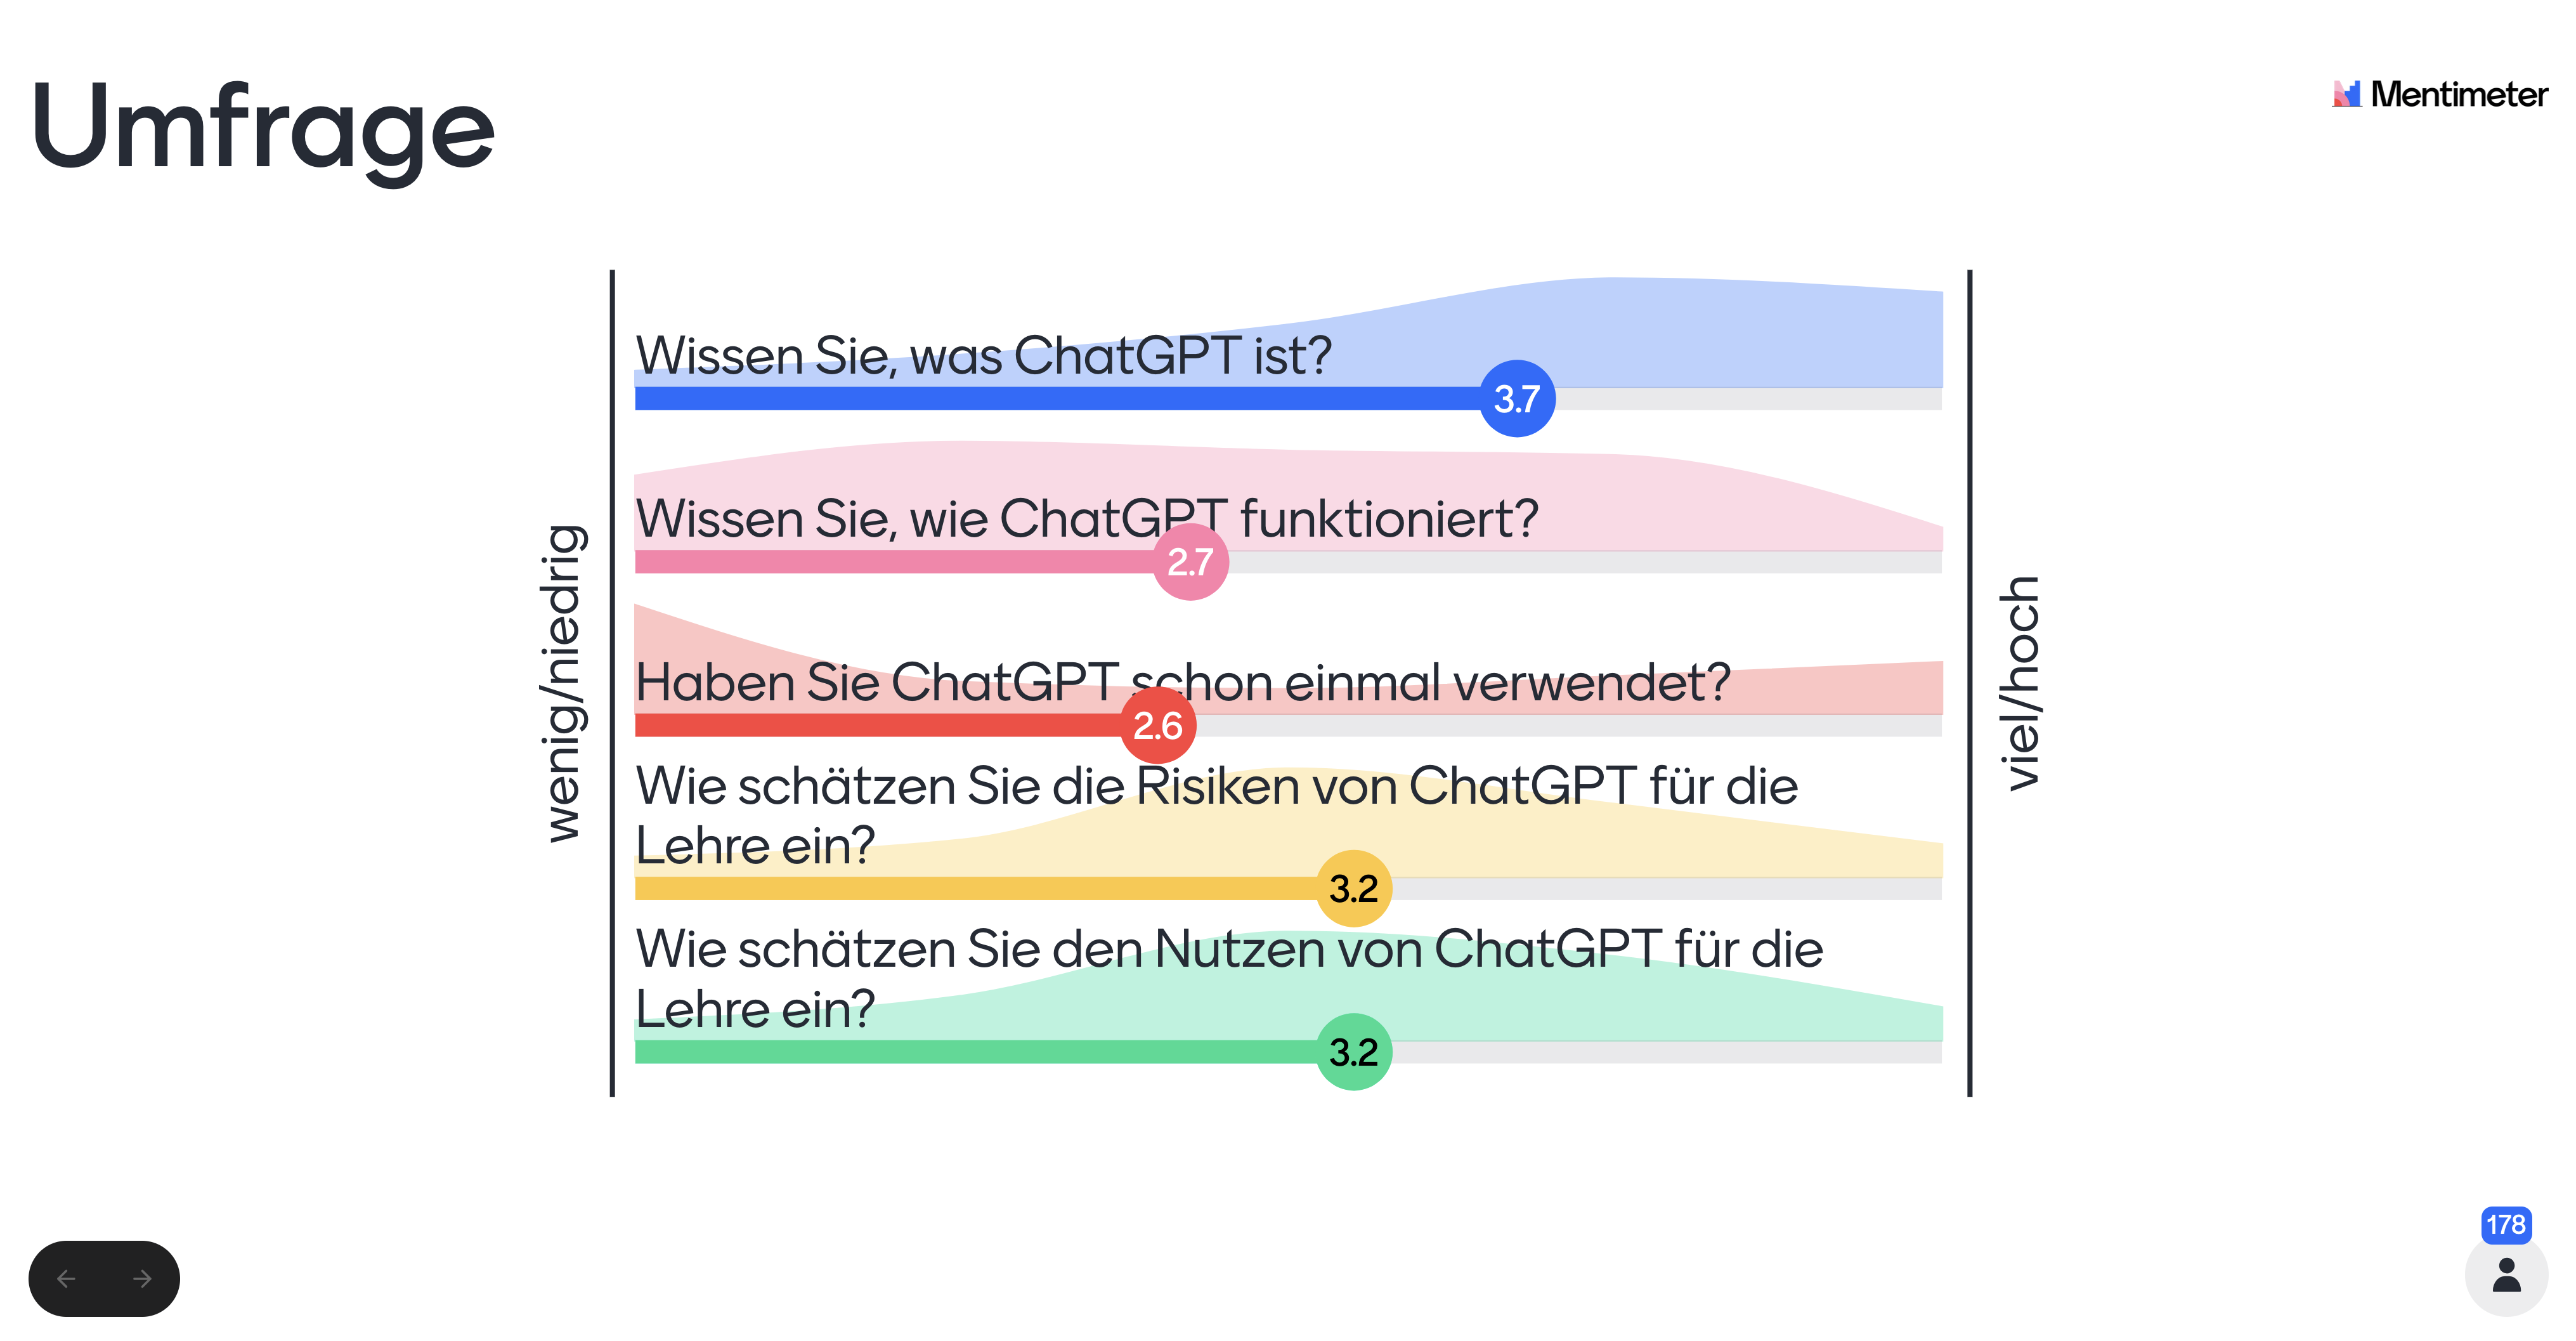 Umfrage
Mentimeter
wenig/niedrig
Wissen Sie, was ChatGPT ist?
3.7
Wissen Sie, wie ChatGPT funktioniert?
2.7
Haben Sie ChatGPT schon einmal verwendet?
2.6
Wie schätzen Sie die Risiken von ChatGPT für die
Lehre ein?
3.2
Wie schätzen Sie den Nutzen von ChatGPT für die
Lehre ein?
3.2
viel/hoch
178